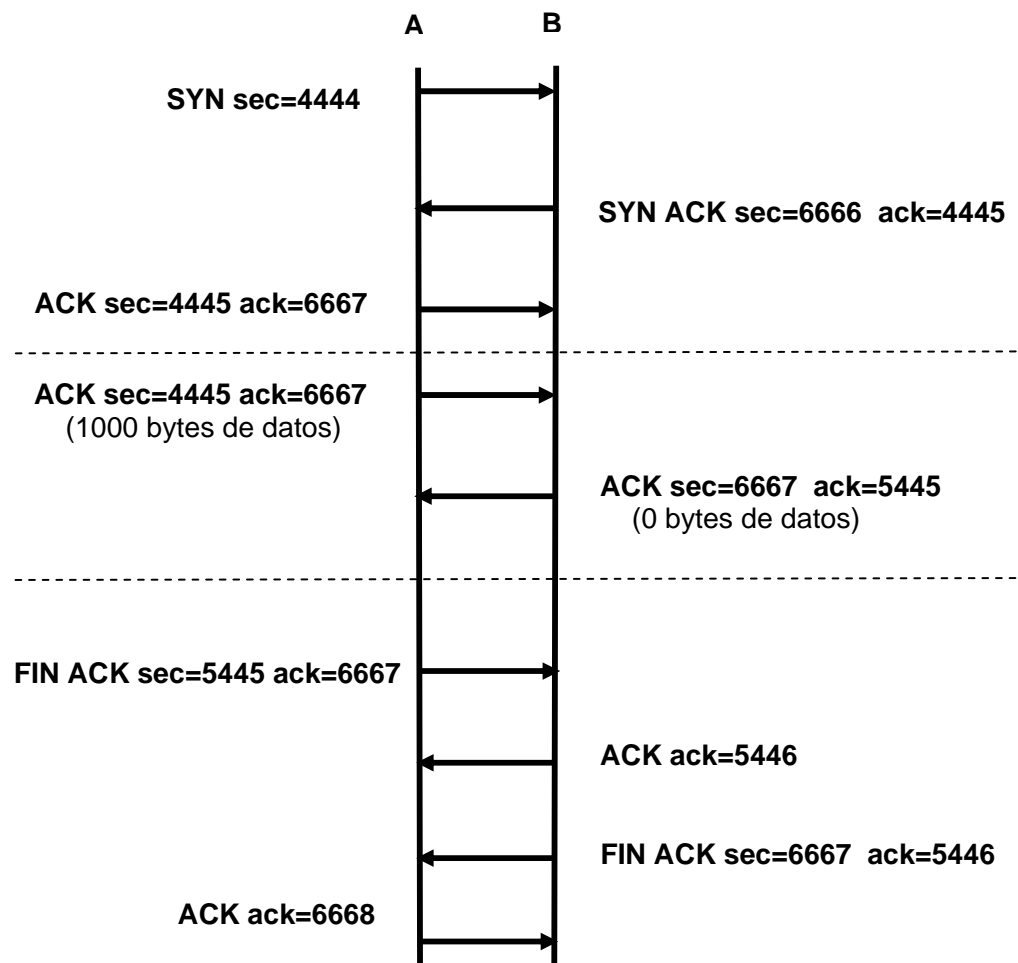 A B
SYN sec=4444
SYN ACK sec=6666 ack=4445
ACK sec=4445 ack=6667
ACK sec=4445 ack=6667
(1000 bytes de datos)
ACK sec=6667 ack=5445
(0 bytes de datos)
FIN ACK sec=5445 ack=6667
ACK ack=5446
FIN ACK sec=6667 ack=5446
ACK ack=6668